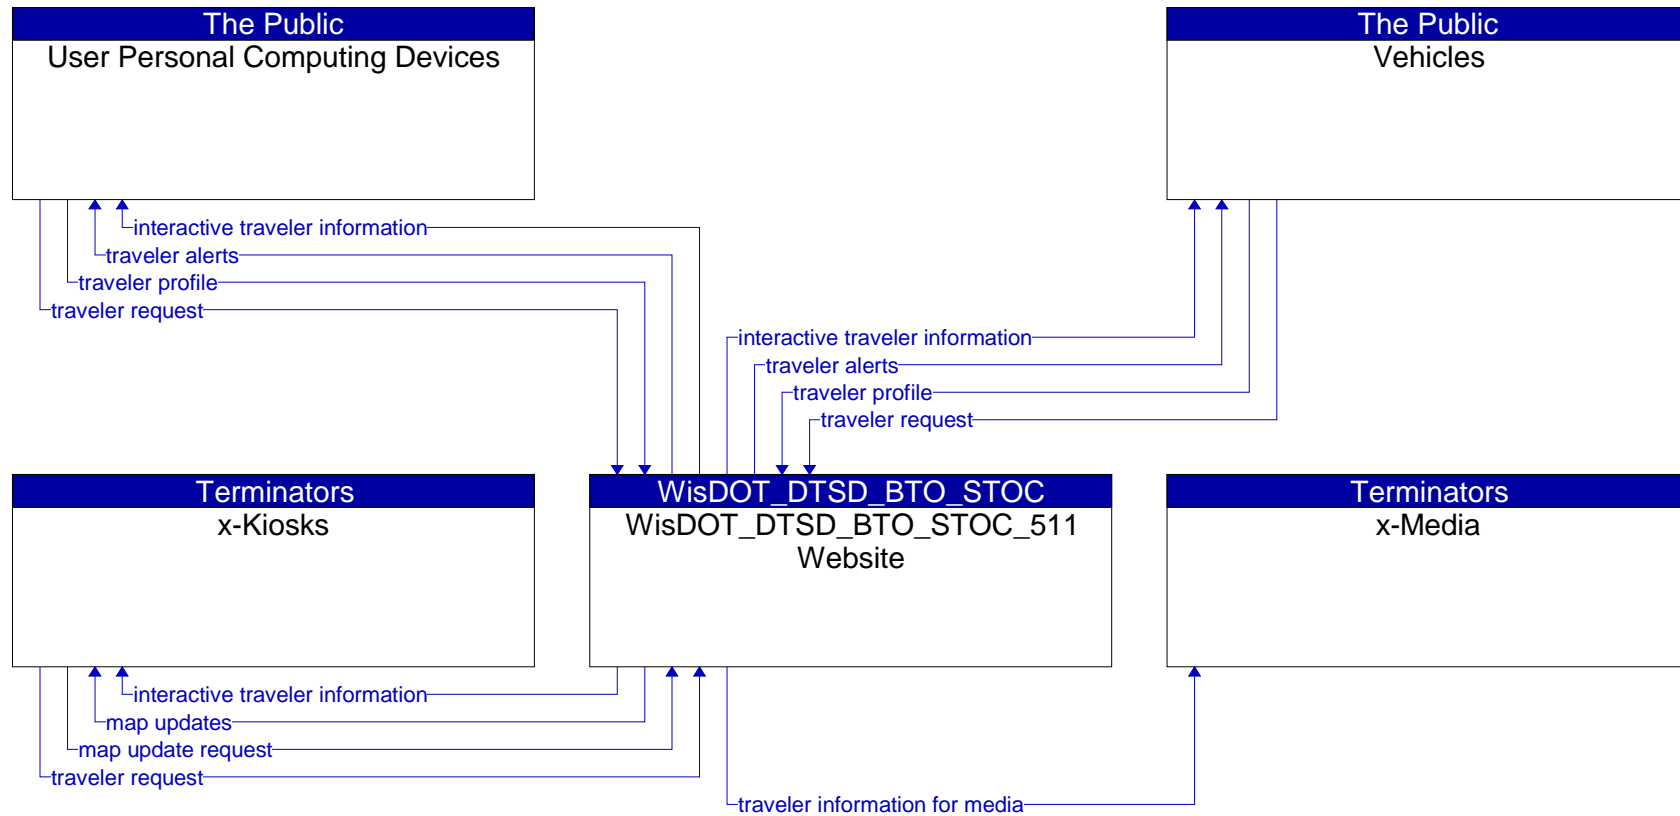 The Public
User Personal Computing Devices
The Public
Vehicles
interactive traveler information
traveler alerts
traveler profile
traveler request
interactive traveler information
traveler alerts
traveler profile
traveler request
Terminators
x-Kiosks
WisDOT_DTSD_BTO_STOC
WisDOT_DTSD_BTO_STOC_511
Website
Terminators
x-Media
interactive traveler information
map updates
map update request
traveler request
traveler information for media